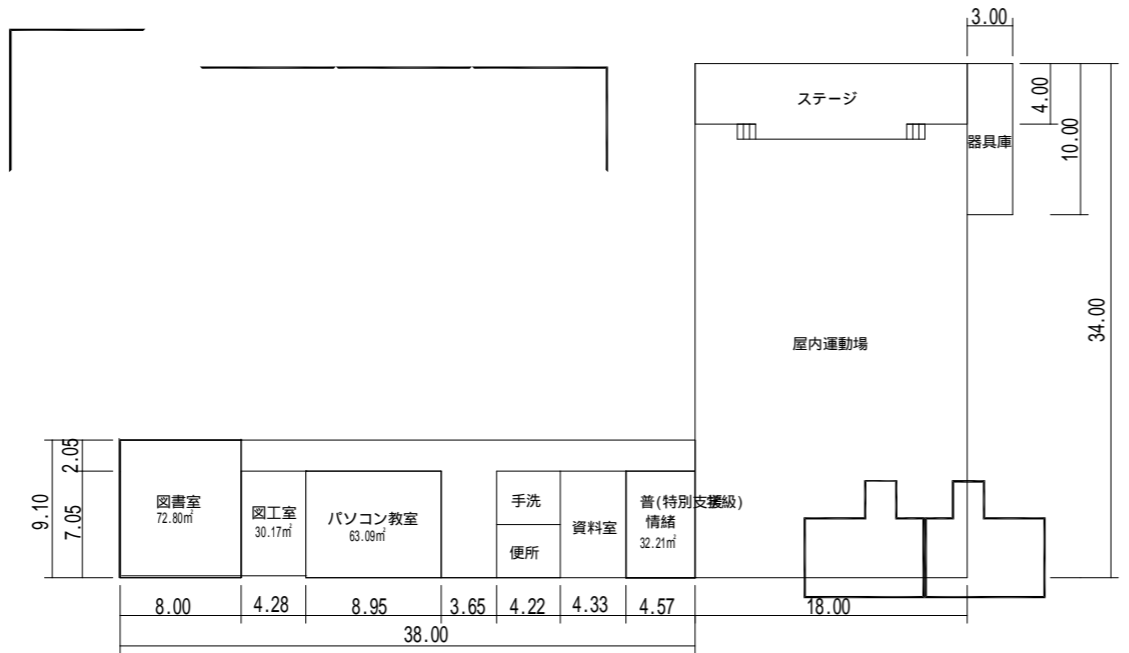 3.00
ステージ
4.00
器具庫
10.00
34.00
屋内運動場
2.05
9.10
7.05
図書室
72.80㎡
図工室
30.17㎡
パソコン教室
63.09㎡
手洗
便所
資料室
普(特別支援学級)
情緒
32.21㎡
8.00
4.28
8.95
3.65
4.22
4.33
4.57
18.00
38.00